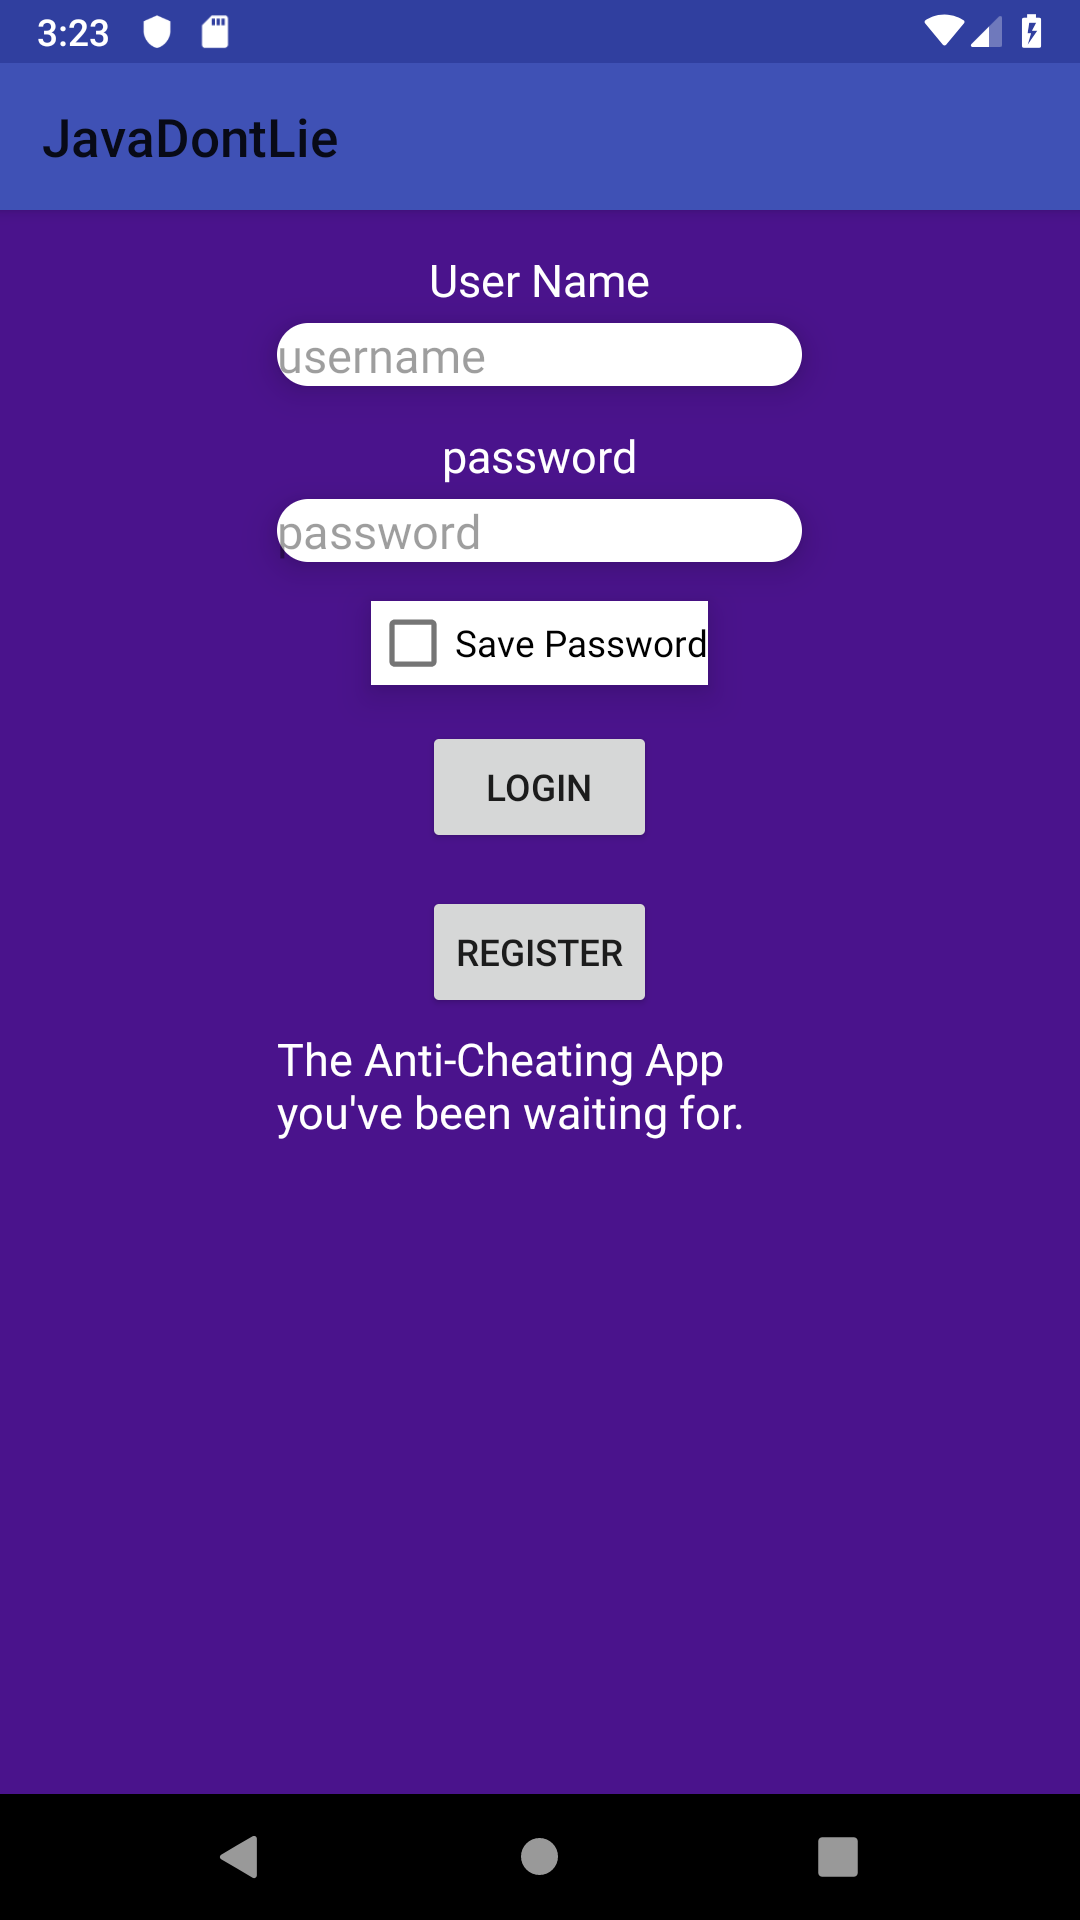 3:23
JavaDontLie
User Name
username
password
password
Save Password
LOGIN
REGISTER
The Anti-Cheating App
you've been waiting for.